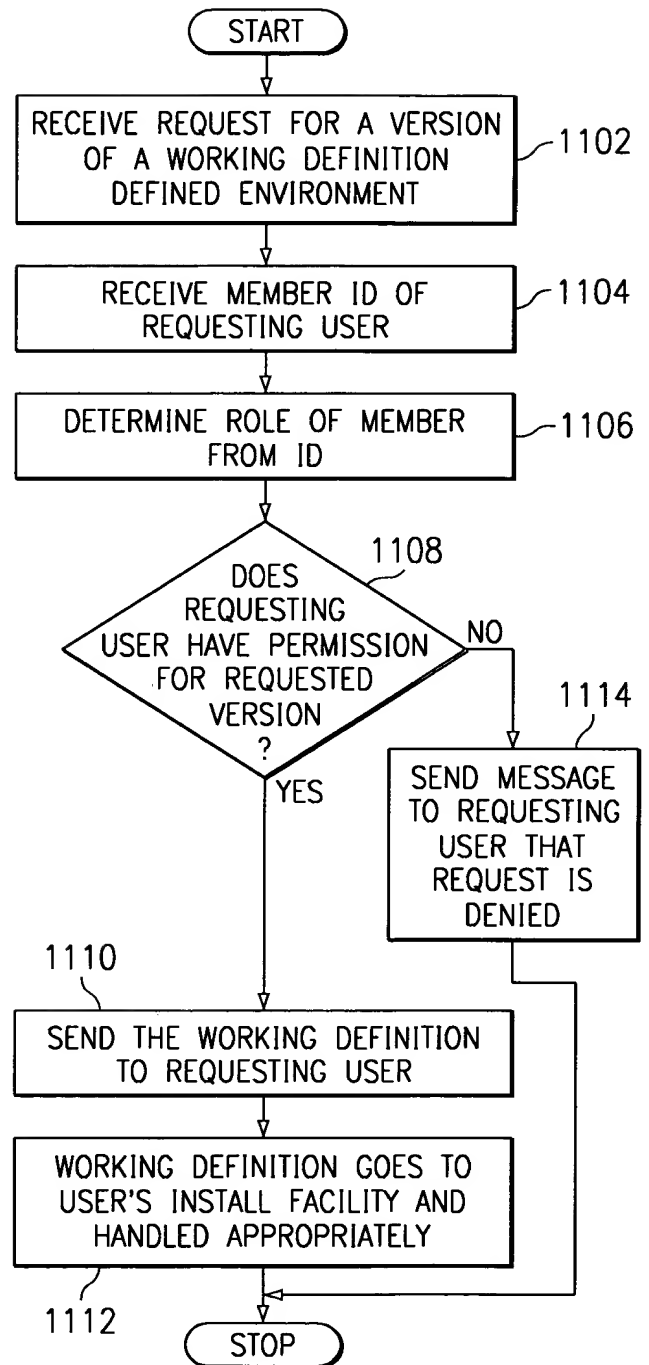 START
RECEIVE REQUEST FOR A VERSION
OF A WORKING DEFINITION
DEFINED ENVIRONMENT
1102
RECEIVE MEMBER ID OF
REQUESTING USER
1104
DETERMINE ROLE OF MEMBER
FROM ID
1106
1108
DOES
REQUESTING
USER HAVE PERMISSION
FOR REQUESTED
VERSION
?
NO
YES
1114
SEND MESSAGE
TO REQUESTING
USER THAT
REQUEST IS
DENIED
1110
SEND THE WORKING DEFINITION
TO REQUESTING USER
WORKING DEFINITION GOES TO
USER'S INSTALL FACILITY AND
HANDLED APPROPRIATELY
1112
STOP